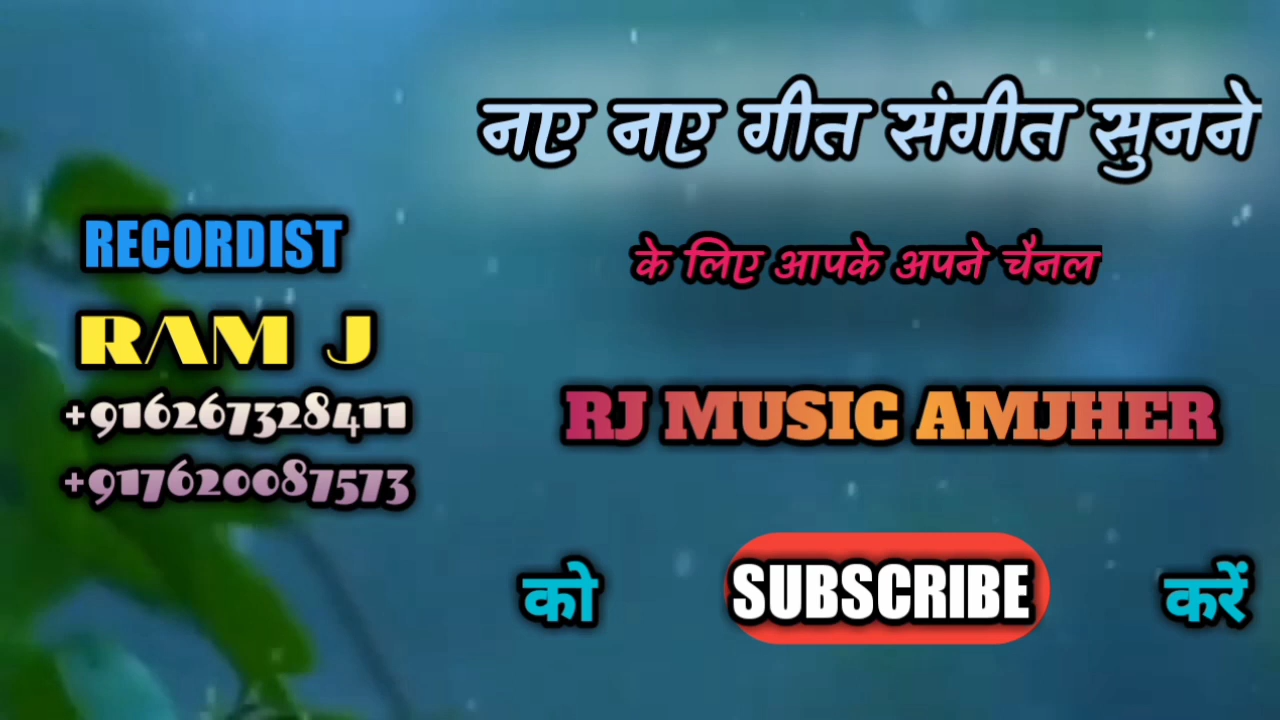 नए नए गीत संगीत सुनने
के लिए आपके अपने चैनल
RJ MUSIC AMJHER
को SUBSCRIBE करें
RECORDIST
RAM J
+916267328411
+917620087573